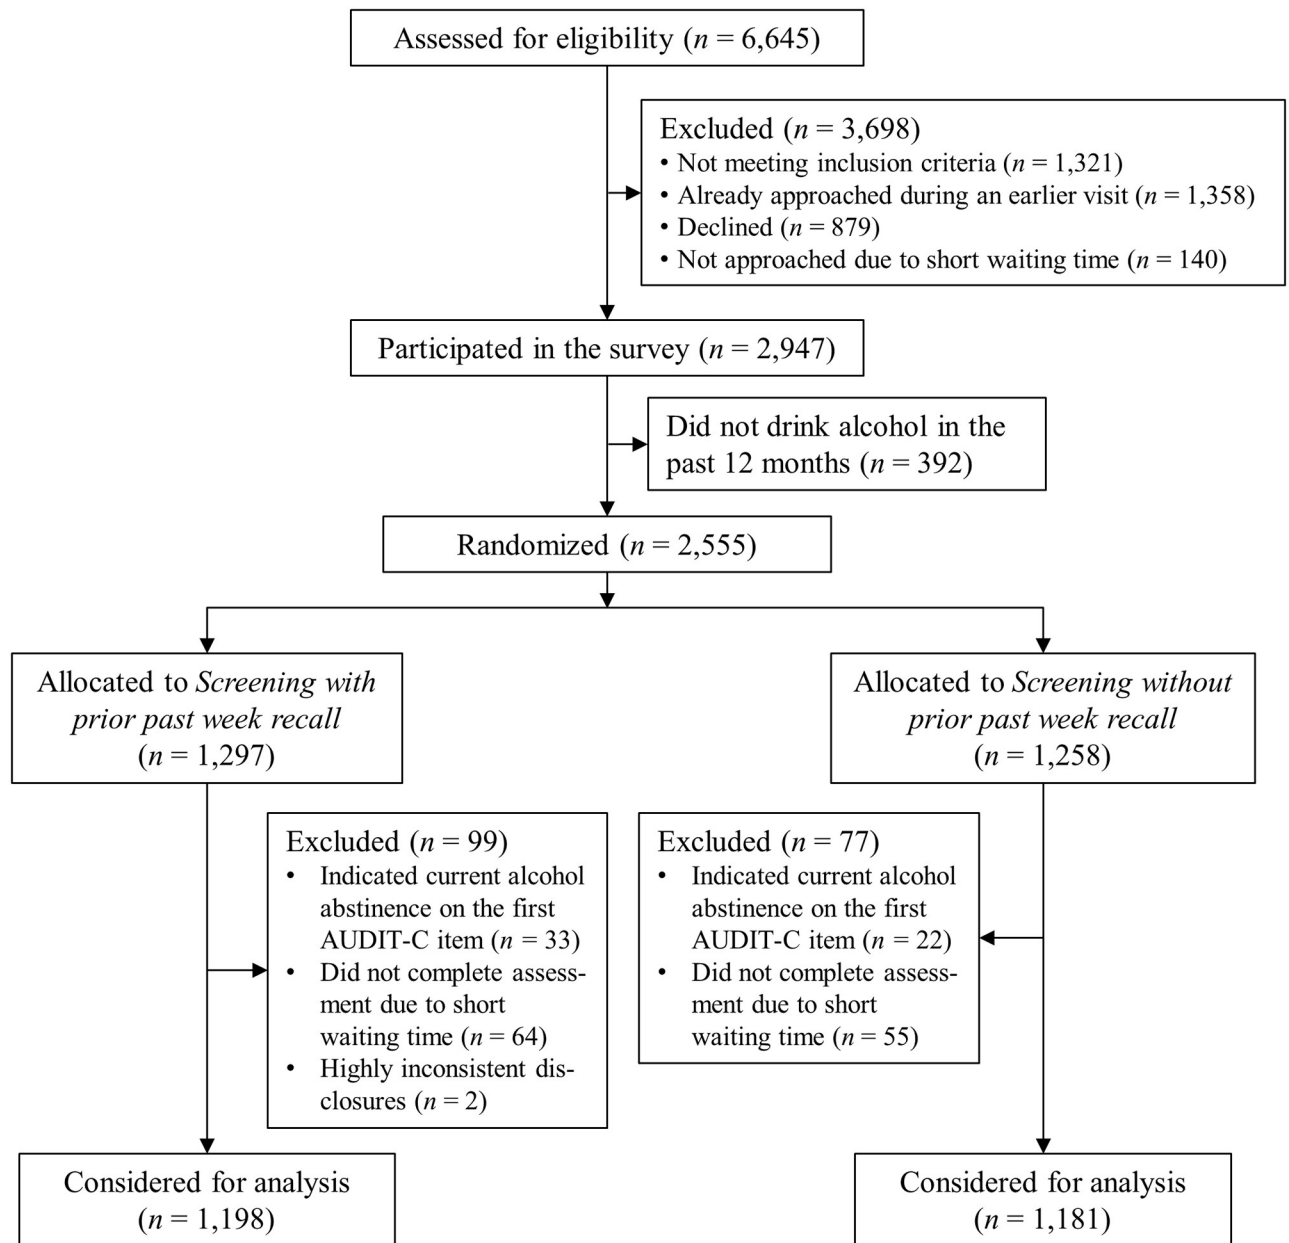 Assessed for eligibility (n = 6,645)
Excluded (n = 3,698)
• Not meeting inclusion criteria (n = 1,321)
• Already approached during an earlier visit (n = 1,358)
• Declined (n = 879)
• Not approached due to short waiting time (n = 140)
Participated in the survey (n = 2,947)
Did not drink alcohol in the
past 12 months (n = 392)
Randomized (n = 2,555)
Allocated to Screening with
prior past week recall
(n = 1,297)
Allocated to Screening without
prior past week recall
(n = 1,258)
Excluded (n = 99)
• Indicated current alcohol
abstinence on the first
AUDIT-C item (n = 33)
• Did not complete assess-
ment due to short
waiting time (n = 64)
• Highly inconsistent dis-
closures (n = 2)
Excluded (n = 77)
• Indicated current alcohol
abstinence on the first
AUDIT-C item (n = 22)
• Did not complete assess-
ment due to short
waiting time (n = 55)
Considered for analysis
(n = 1,198)
Considered for analysis
(n = 1,181)